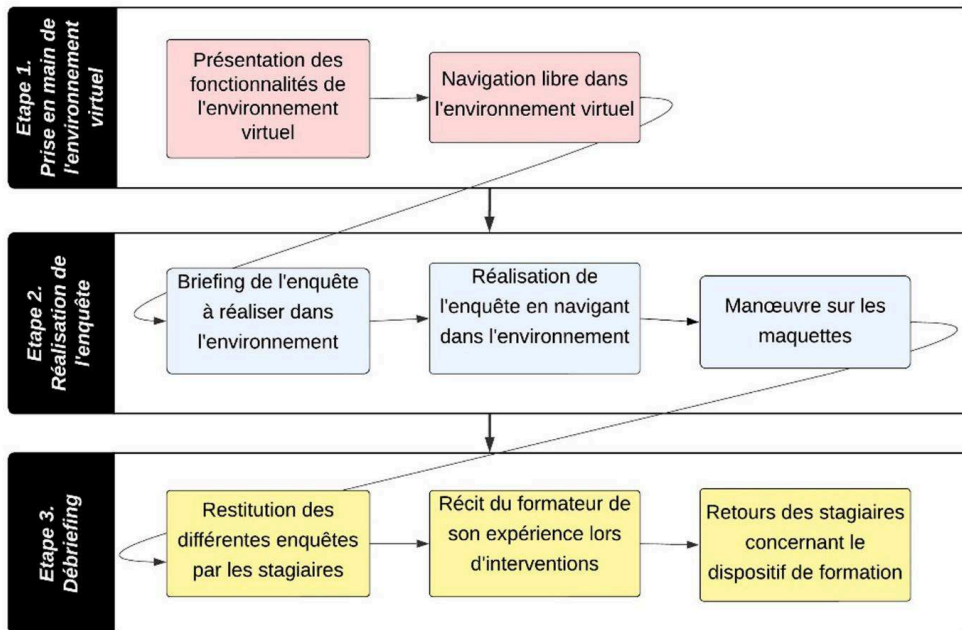 Etape 1.
Prise en main de
l'environnement
virtuel
Présentation des
fonctionnalités de
l'environnement
virtuel
Navigation libre dans
l'environnement virtuel
Etape 2.
Réalisation de
l'enquête
Briefing de l'enquête
à réaliser dans
l'environnement
Réalisation de
l'enquête en navigant
dans l'environnement
Manœuvre sur les
maquettes
Etape 3.
Débriefing
Restitution des
différentes enquêtes
par les stagiaires
Récit du formateur de
son expérience lors
d'interventions
Retours des stagiaires
concernant le
dispositif de formation